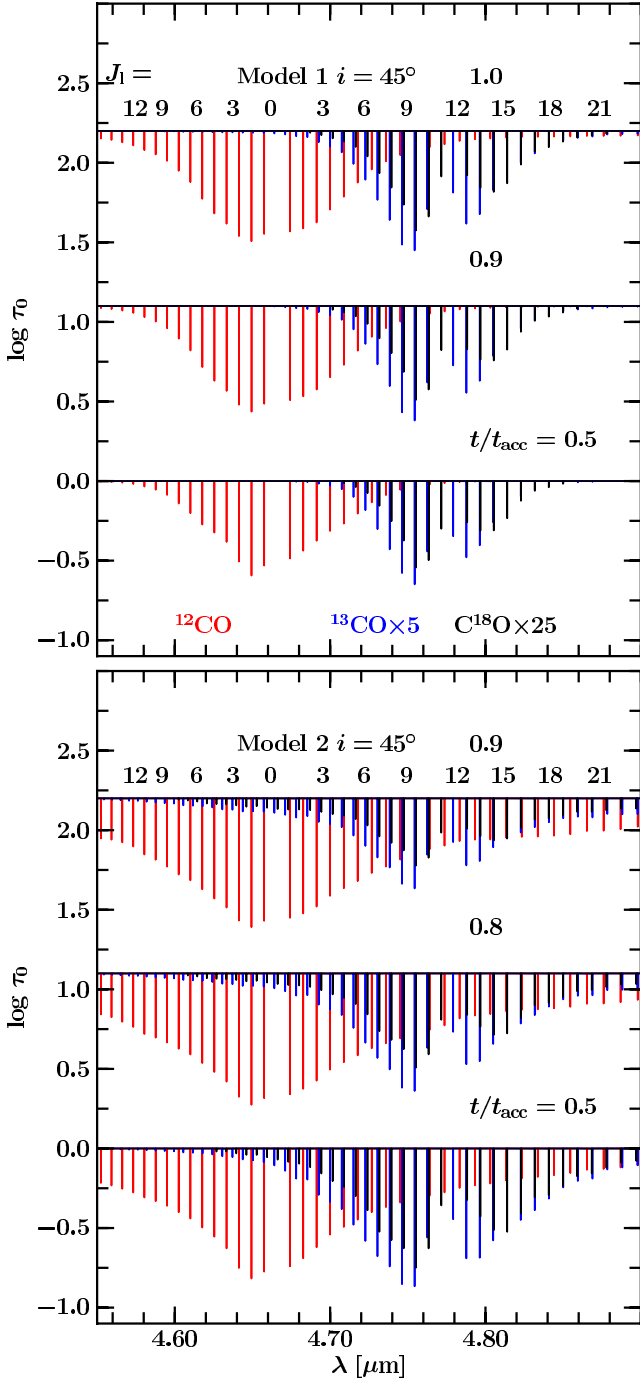 J_l = Model 1 i = 45° 1.0
12 9 6 3 0 3 6 9 12 15 18 21
2.5
2.0
1.5
0.9
1.0
0.5
t/t_acc = 0.5
0.0
−0.5
−1.0
log τ_0
¹²CO ¹³CO×5 C¹⁸O×25
Model 2 i = 45° 0.9
12 9 6 3 0 3 6 9 12 15 18 21
2.5
2.0
1.5
0.8
1.0
0.5
t/t_acc = 0.5
0.0
−0.5
−1.0
log τ_0
4.60 4.70 4.80
λ [μm]